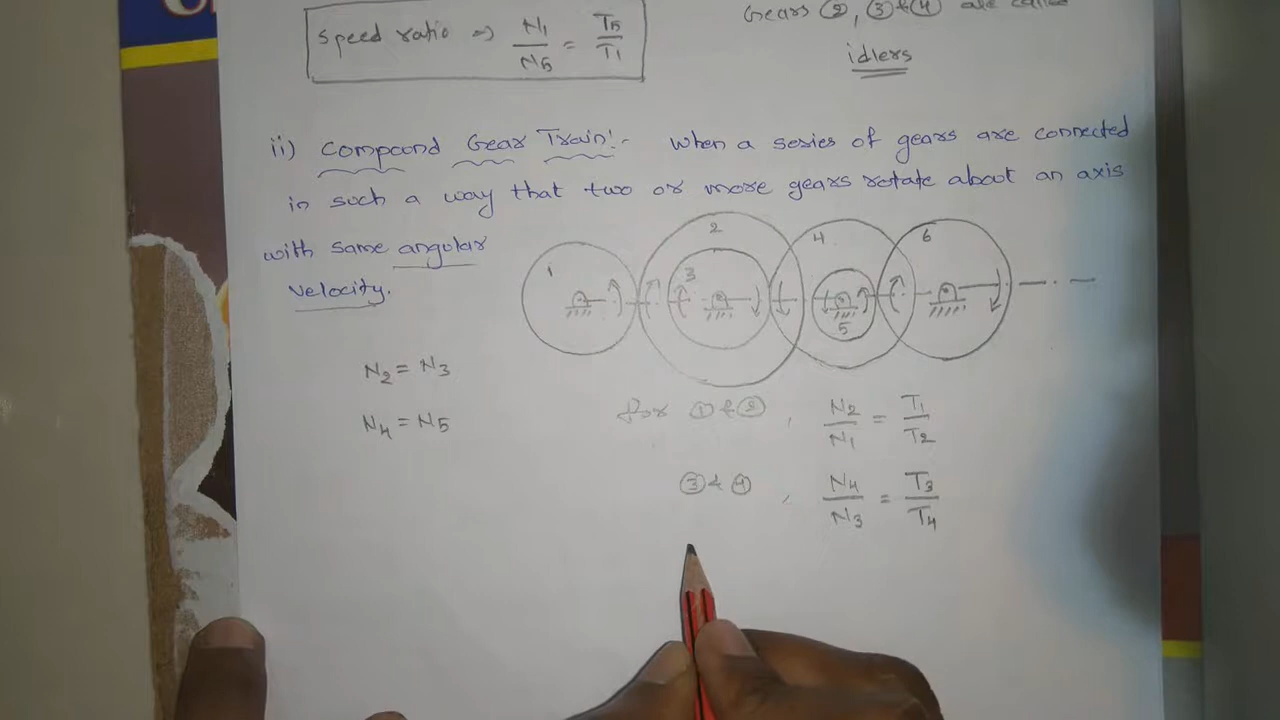 speed ratio ⇒ N1/N5 = T5/T1
Gears ②, ③ & ④ are called
idlers
ii) Compound Gear Train:- When a series of gears are connected
in such a way that two or more gears rotate about an axis
with same angular
velocity.
1 2 3 4 5 6
N2 = N3
N4 = N5
for ① & ②, N2/N1 = T1/T2
③ & ④, N4/N3 = T3/T4